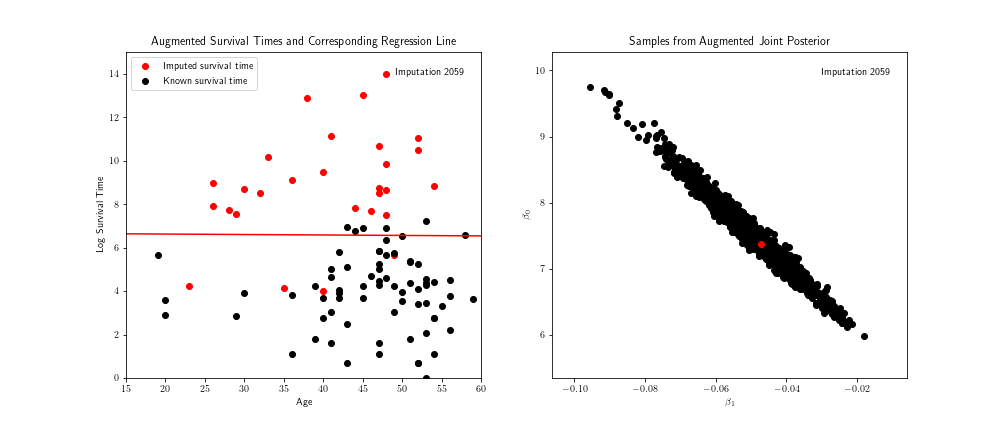 Augmented Survival Times and Corresponding Regression Line
Imputed survival time
Known survival time
Imputation 2059
Log Survival Time
14
12
10
8
6
4
2
0
15 20 25 30 35 40 45 50 55 60
Age
Samples from Augmented Joint Posterior
Imputation 2059
β₀
10
9
8
7
6
−0.10 −0.08 −0.06 −0.04 −0.02
β₁